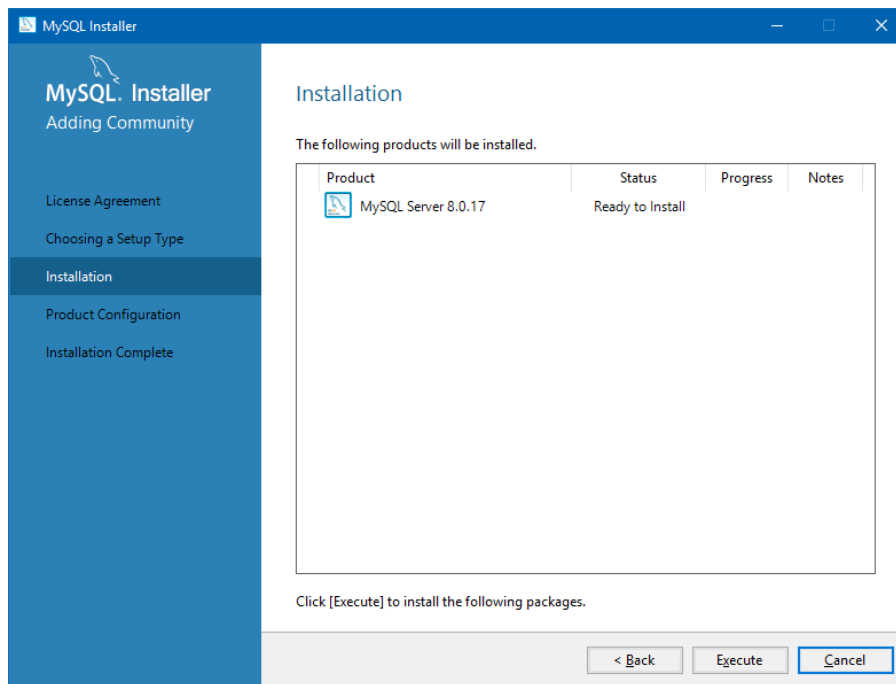 MySQL Installer
MySQL. Installer
Adding Community
License Agreement
Choosing a Setup Type
Installation
Product Configuration
Installation Complete
Installation
The following products will be installed.
Product Status Progress Notes
MySQL Server 8.0.17 Ready to Install
Click [Execute] to install the following packages.
< Back Execute Cancel